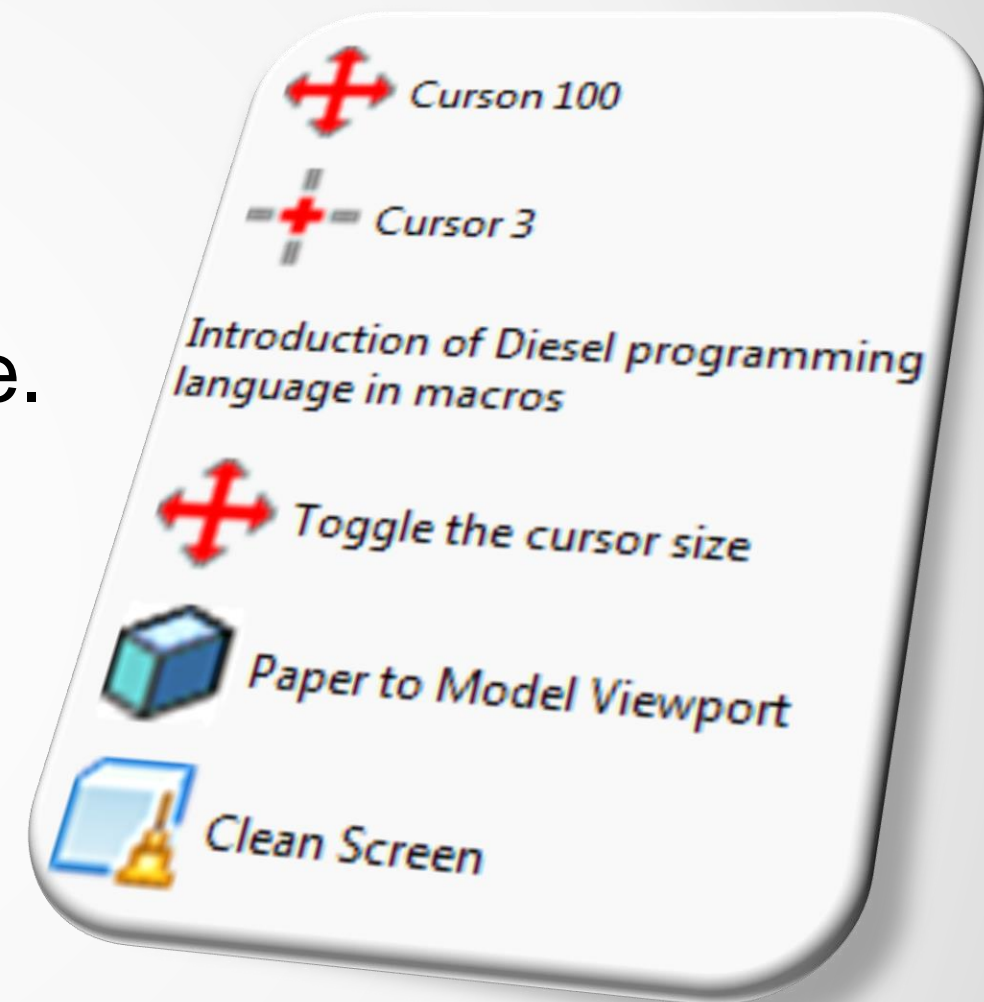 Curson 100
Cursor 3
e.
Introduction of Diesel programming
language in macros
Toggle the cursor size
Paper to Model Viewport
Clean Screen